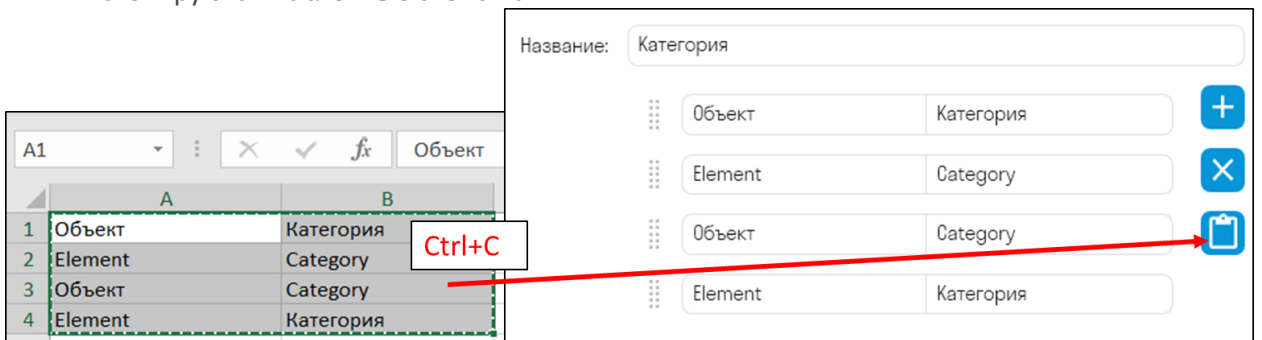 Название: Категория
Объект Категория
Element Category
Объект Category
Element Категория
A1 fx Объект
A B
1 Объект Категория
2 Element Category
3 Объект Category
4 Element Категория
Ctrl+C